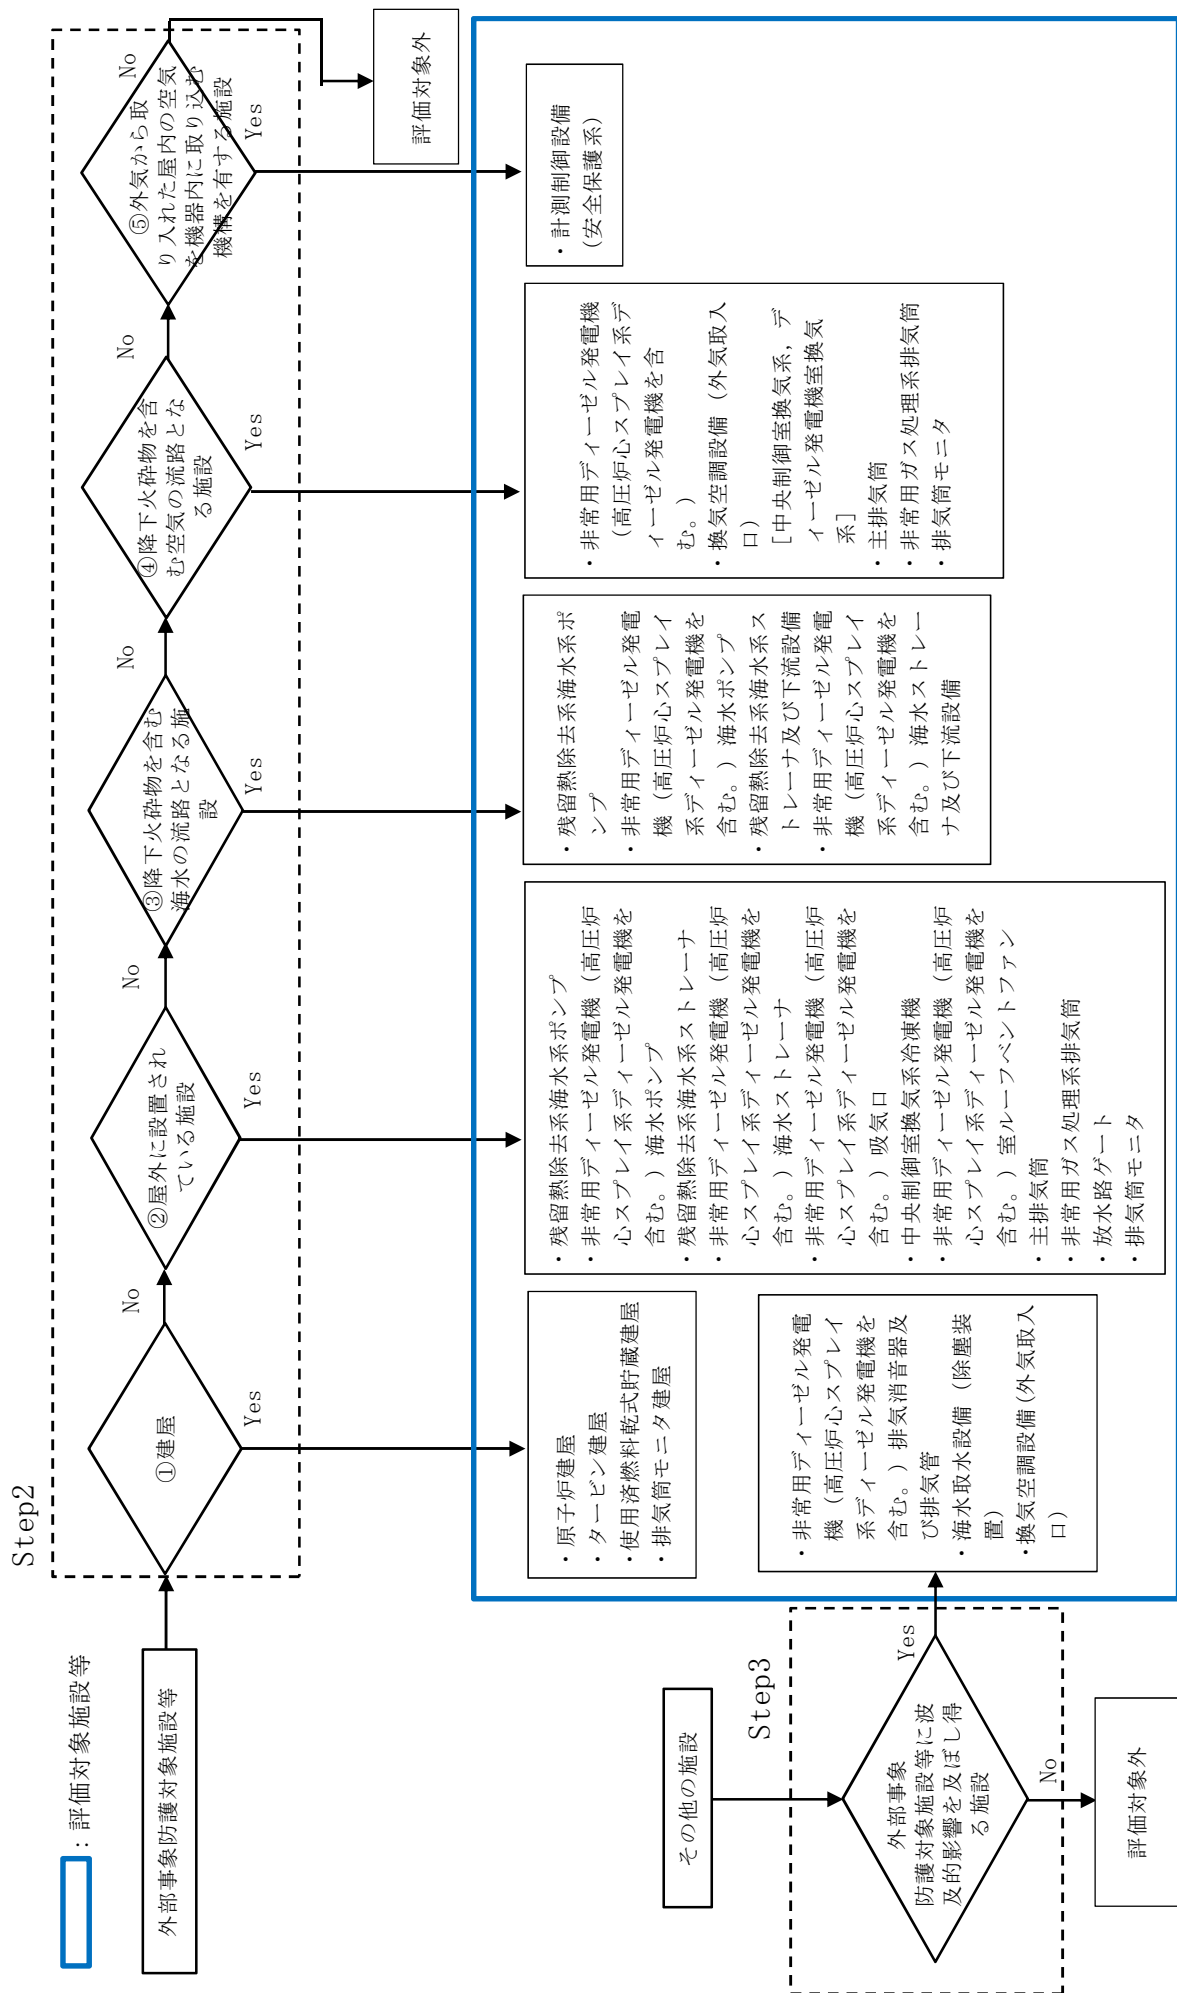 ：評価対象施設等
外部事象防護対象施設等
Step2
①建屋
No
Yes
②屋外に設置され
ている施設
No
Yes
③降下火砕物を含む
海水の流路となる施
設
No
Yes
④降下火砕物を含
む空気の流路とな
る施設
No
Yes
⑤外気から取
り入れた屋内の空気
を機器内に取り込む
機構を有する施設
No
Yes
評価対象外
・原子炉建屋
・タービン建屋
・使用済燃料乾式貯蔵建屋
・排気筒モニタ建屋
・残留熱除去系海水系ポンプ
・非常用ディーゼル発電機（高圧炉
心スプレイ系ディーゼル発電機を
含む。）海水ポンプ
・残留熱除去系海水系ストレーナ
・非常用ディーゼル発電機（高圧炉
心スプレイ系ディーゼル発電機を
含む。）海水ストレーナ
・非常用ディーゼル発電機（高圧炉
心スプレイ系ディーゼル発電機を
含む。）吸気口
・中央制御室換気系冷凍機
・非常用ディーゼル発電機（高圧炉
心スプレイ系ディーゼル発電機を
含む。）室ルーフベントファン
・主排気筒
・非常用ガス処理系排気筒
・放水路ゲート
・排気筒モニタ
・残留熱除去系海水系ポ
ンプ
・非常用ディーゼル発電
機（高圧炉心スプレイ
系ディーゼル発電機を
含む。）海水ポンプ
・残留熱除去系海水系ス
トレーナ及び下流設備
・非常用ディーゼル発電
機（高圧炉心スプレイ
系ディーゼル発電機を
含む。）海水ストレー
ナ及び下流設備
・非常用ディーゼル発電機
（高圧炉心スプレイ系デ
ィーゼル発電機を含
む。）
・換気空調設備（外気取入
口）
［中央制御室換気系，デ
ィーゼル発電機室換気
系］
・主排気筒
・非常用ガス処理系排気筒
・排気筒モニタ
・計測制御設備
（安全保護系）
その他の施設
Step3
外部事象
防護対象施設等に波
及的影響を及ぼし得
る施設
Yes
No
評価対象外
・非常用ディーゼル発電
機（高圧炉心スプレイ
系ディーゼル発電機を
含む。）排気消音器及
び排気管
・海水取水設備（除塵装
置）
・換気空調設備（外気取入
口）